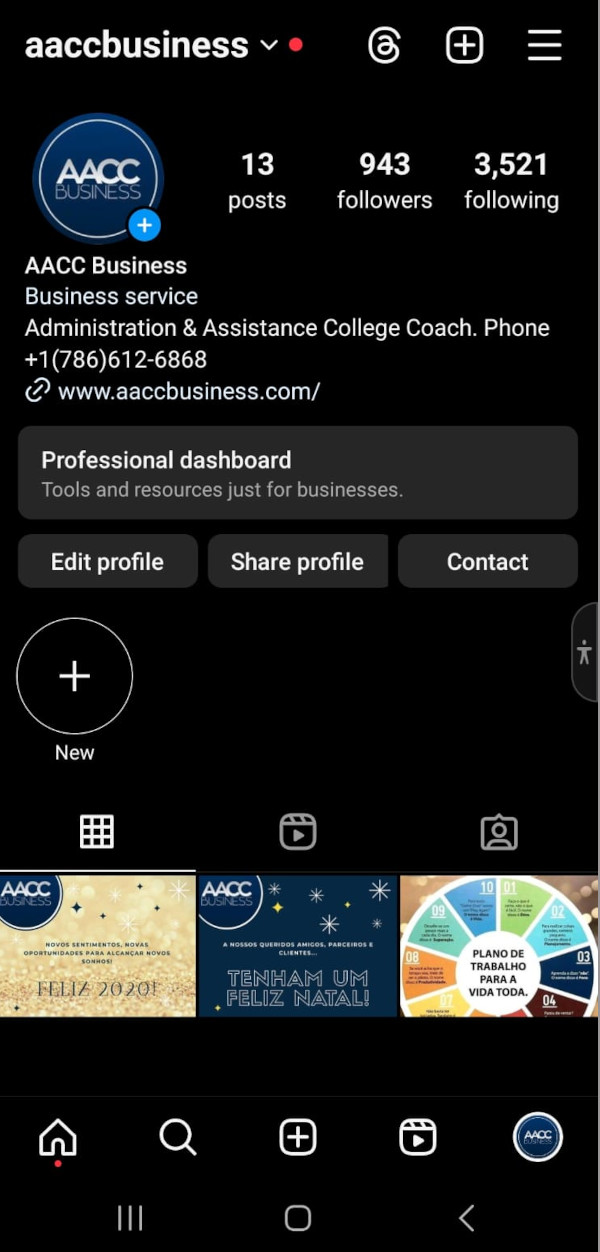 aaccbusiness
AACC
BUSINESS
13
posts
943
followers
3,521
following
AACC Business
Business service
Administration & Assistance College Coach. Phone
+1(786)612-6868
www.aaccbusiness.com/
Professional dashboard
Tools and resources just for businesses.
Edit profile
Share profile
Contact
New
AACC
BUSINESS
NOVOS SENTIMENTOS, NOVAS
OPORTUNIDADES PARA ALCANÇAR NOVOS
SONHOS!
FELIZ 2020!
AACC
BUSINESS
A NOSSOS QUERIDOS AMIGOS, PARCEIROS E
CLIENTES...
TENHAM UM
FELIZ NATAL!
10
01
09
02
08
03
07
04
PLANO DE
TRABALHO
PARA A
VIDA TODA.
AACC